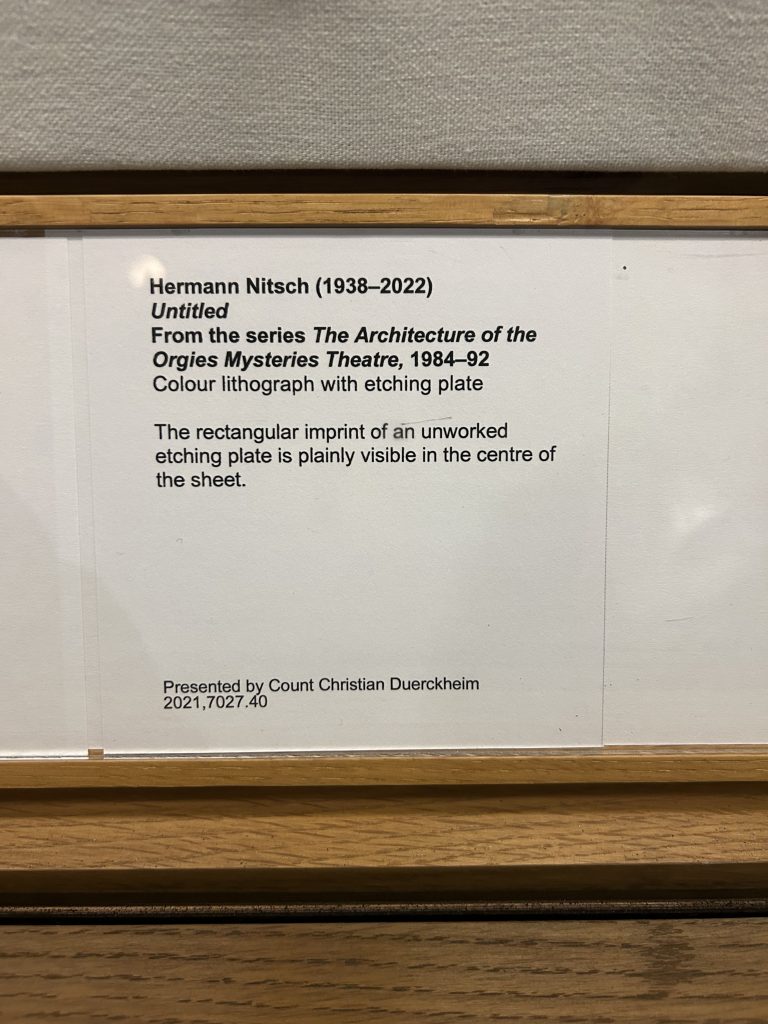 Hermann Nitsch (1938–2022)
Untitled
From the series The Architecture of the
Orgies Mysteries Theatre, 1984–92
Colour lithograph with etching plate
The rectangular imprint of an unworked
etching plate is plainly visible in the centre of
the sheet.
Presented by Count Christian Duerckheim
2021,7027.40